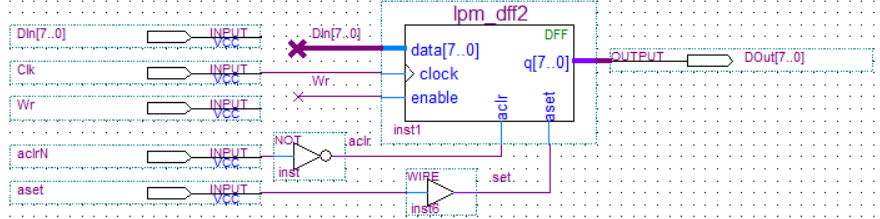 lpm_dff2
DIn[7..0] INPUT VCC .DIn[7..0] DFF
data[7..0]
Clk INPUT VCC clock q[7..0] OUTPUT DOut[7..0]
.Wr.
Wr INPUT VCC enable
aclr aset
inst1
aclrN INPUT VCC NOT inst .aclr.
aset INPUT VCC WIRE inst6 .set.